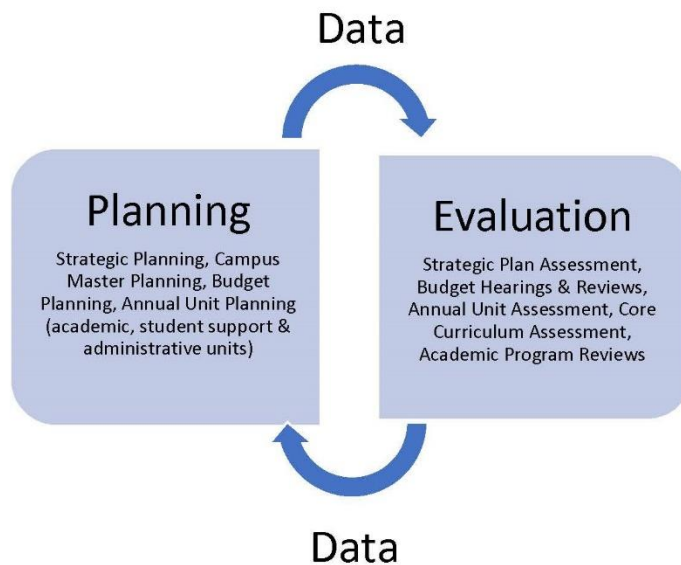 Data
Planning
Strategic Planning, Campus
Master Planning, Budget
Planning, Annual Unit Planning
(academic, student support &
administrative units)
Evaluation
Strategic Plan Assessment,
Budget Hearings & Reviews,
Annual Unit Assessment, Core
Curriculum Assessment,
Academic Program Reviews
Data